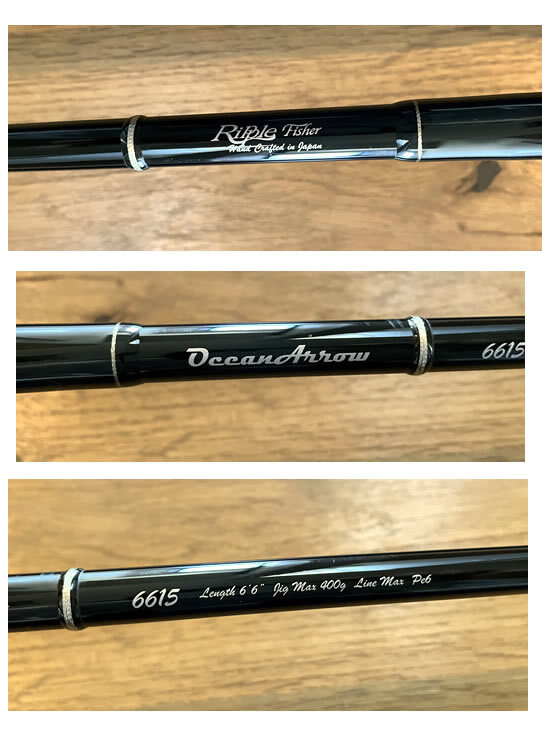 Ripple Fisher
Hand Crafted in Japan
OceanArrow
6615
6615 Length 6'6" Jig Max 400g Line Max Pe6